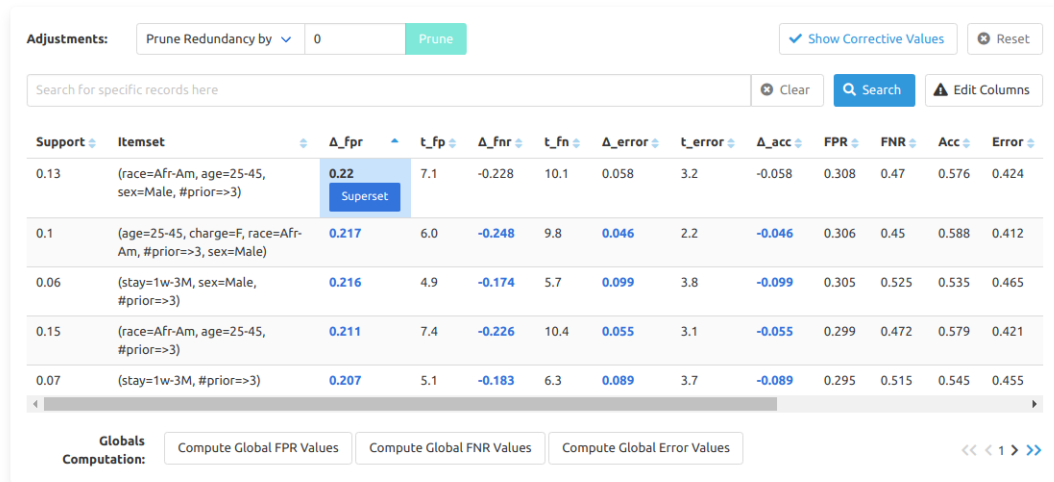 Adjustments: Prune Redundancy by 0 Prune Show Corrective Values Reset
Search for specific records here Clear Search Edit Columns
Support Itemset Δ_fpr t_fp Δ_fnr t_fn Δ_error t_error Δ_acc FPR FNR Acc Error
0.13 (race=Afr-Am, age=25-45, 0.22 7.1 -0.228 10.1 0.058 3.2 -0.058 0.308 0.47 0.576 0.424
sex=Male, #prior=>3) Superset
0.1 (age=25-45, charge=F, race=Afr- 0.217 6.0 -0.248 9.8 0.046 2.2 -0.046 0.306 0.45 0.588 0.412
Am, #prior=>3, sex=Male)
0.06 (stay=1w-3M, sex=Male, 0.216 4.9 -0.174 5.7 0.099 3.8 -0.099 0.305 0.525 0.535 0.465
#prior=>3)
0.15 (race=Afr-Am, age=25-45, 0.211 7.4 -0.226 10.4 0.055 3.1 -0.055 0.299 0.472 0.579 0.421
#prior=>3)
0.07 (stay=1w-3M, #prior=>3) 0.207 5.1 -0.183 6.3 0.089 3.7 -0.089 0.295 0.515 0.545 0.455
Globals
Computation: Compute Global FPR Values Compute Global FNR Values Compute Global Error Values << < 1 > >>